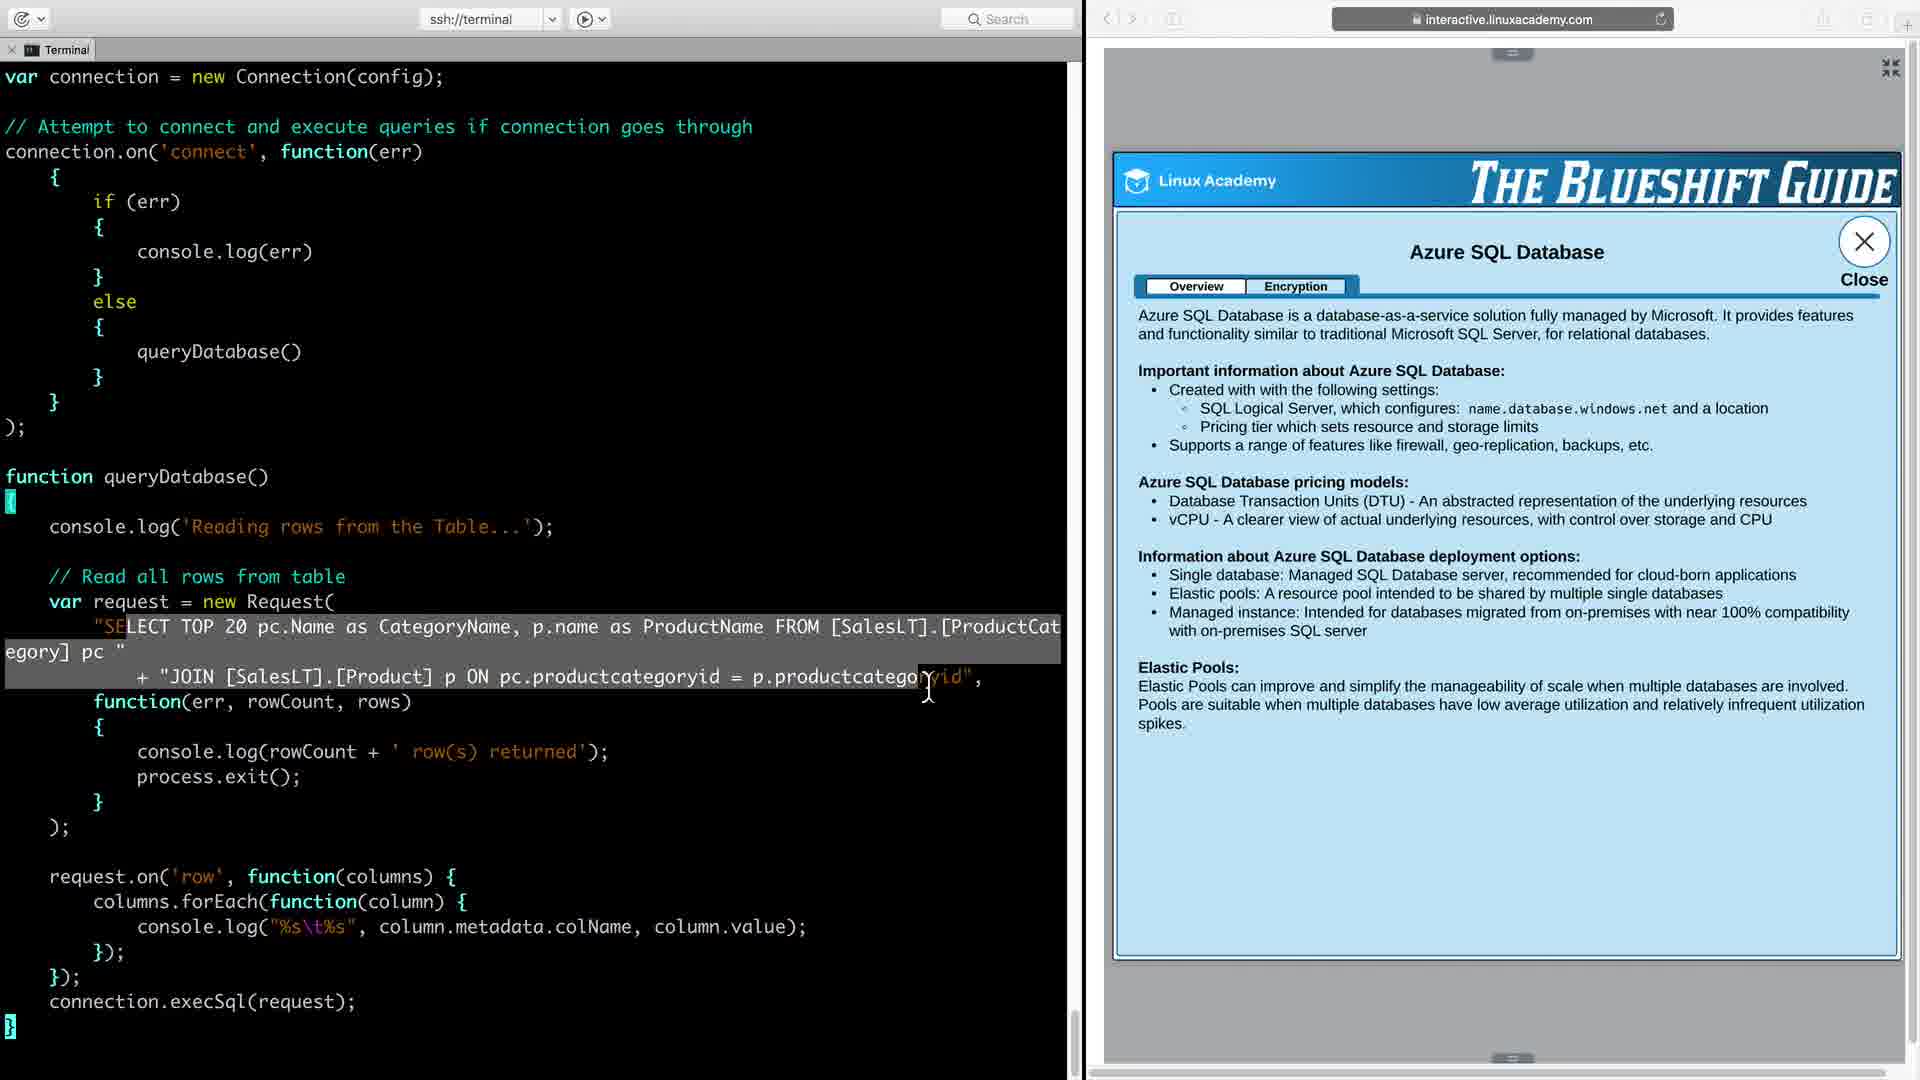 ssh://terminal
Search
Terminal
var connection = new Connection(config);
// Attempt to connect and execute queries if connection goes through
connection.on('connect', function(err)
{
if (err)
{
console.log(err)
}
else
{
queryDatabase()
}
}
);
function queryDatabase()
{
console.log('Reading rows from the Table...');
// Read all rows from table
var request = new Request(
"SELECT TOP 20 pc.Name as CategoryName, p.name as ProductName FROM [SalesLT].[ProductCat
egory] pc "
+ "JOIN [SalesLT].[Product] p ON pc.productcategoryid = p.productcategoryid",
function(err, rowCount, rows)
{
console.log(rowCount + ' row(s) returned');
process.exit();
}
);
request.on('row', function(columns) {
columns.forEach(function(column) {
console.log("%s\t%s", column.metadata.colName, column.value);
});
});
connection.execSql(request);
}
interactive.linuxacademy.com
Linux Academy
THE BLUESHIFT GUIDE
Azure SQL Database
Close
Overview
Encryption
Azure SQL Database is a database-as-a-service solution fully managed by Microsoft. It provides features
and functionality similar to traditional Microsoft SQL Server, for relational databases.
Important information about Azure SQL Database:
• Created with with the following settings:
◦ SQL Logical Server, which configures: name.database.windows.net and a location
◦ Pricing tier which sets resource and storage limits
• Supports a range of features like firewall, geo-replication, backups, etc.
Azure SQL Database pricing models:
• Database Transaction Units (DTU) - An abstracted representation of the underlying resources
• vCPU - A clearer view of actual underlying resources, with control over storage and CPU
Information about Azure SQL Database deployment options:
• Single database: Managed SQL Database server, recommended for cloud-born applications
• Elastic pools: A resource pool intended to be shared by multiple single databases
• Managed instance: Intended for databases migrated from on-premises with near 100% compatibility
with on-premises SQL server
Elastic Pools:
Elastic Pools can improve and simplify the manageability of scale when multiple databases are involved.
Pools are suitable when multiple databases have low average utilization and relatively infrequent utilization
spikes.